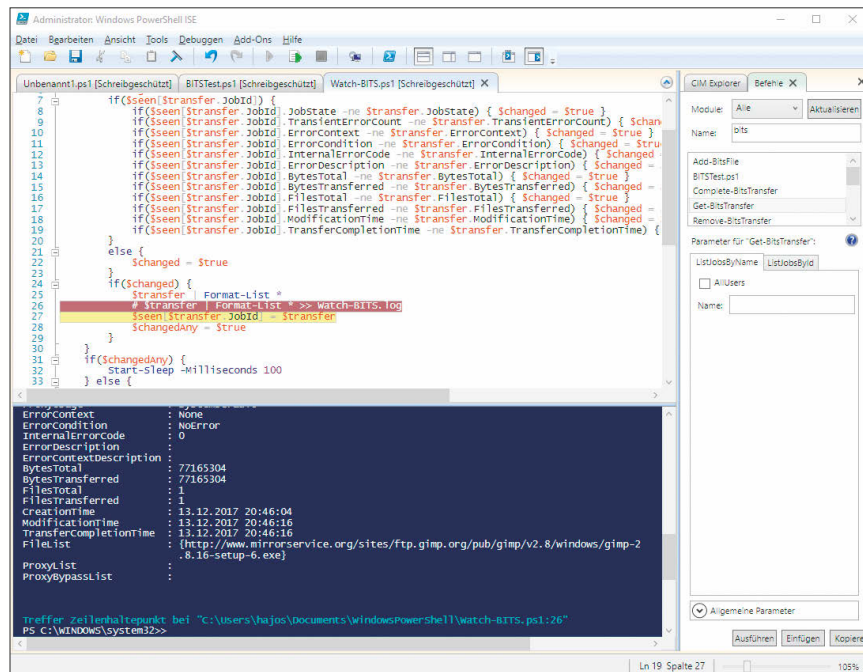 Administrator: Windows PowerShell ISE
Datei Bearbeiten Ansicht Tools Debuggen Add-Ons Hilfe
Unbenannt1.ps1 [Schreibgeschützt] BITSTest.ps1 [Schreibgeschützt] Watch-BITS.ps1 [Schreibgeschützt] X
7 if($seen[$transfer.JobId]) {
8 if($seen[$transfer.JobId].JobState -ne $transfer.JobState) { $changed = $true }
9 if($seen[$transfer.JobId].TransientErrorCount -ne $transfer.TransientErrorCount) { $chan
10 if($seen[$transfer.JobId].ErrorContext -ne $transfer.ErrorContext) { $changed = $true }
11 if($seen[$transfer.JobId].ErrorCondition -ne $transfer.ErrorCondition) { $changed = $tru
12 if($seen[$transfer.JobId].InternalErrorCode -ne $transfer.InternalErrorCode) { $changed
13 if($seen[$transfer.JobId].ErrorDescription -ne $transfer.ErrorDescription) { $changed =
14 if($seen[$transfer.JobId].BytesTotal -ne $transfer.BytesTotal) { $changed = $true }
15 if($seen[$transfer.JobId].BytesTransferred -ne $transfer.BytesTransferred) { $changed =
16 if($seen[$transfer.JobId].FilesTotal -ne $transfer.FilesTotal) { $changed = $true }
17 if($seen[$transfer.JobId].FilesTransferred -ne $transfer.FilesTransferred) { $changed =
18 if($seen[$transfer.JobId].ModificationTime -ne $transfer.ModificationTime) { $changed =
19 if($seen[$transfer.JobId].TransferCompletionTime -ne $transfer.TransferCompletionTime) {
20 }
21 else {
22 $changed = $true
23 }
24 if($changed) {
25 $transfer | Format-List *
26 # $transfer | Format-List * >> Watch-BITS.log
27 $seen[$transfer.JobId] = $transfer
28 $changedAny = $true
29 }
30 }
31 if($changedAny) {
32 Start-Sleep -Milliseconds 100
33 } else {
ErrorContext : None
ErrorCondition : NoError
InternalErrorCode : 0
ErrorDescription :
ErrorContextDescription :
BytesTotal : 77165304
BytesTransferred : 77165304
FilesTotal : 1
FilesTransferred : 1
CreationTime : 13.12.2017 20:46:04
ModificationTime : 13.12.2017 20:46:16
TransferCompletionTime : 13.12.2017 20:46:16
FileList : {http://www.mirrorservice.org/sites/ftp.gimp.org/pub/gimp/v2.8/windows/gimp-2
.8.16-setup-6.exe}
ProxyList :
ProxyBypassList :
Treffer Zeilenhaltepunkt bei "C:\Users\hajos\Documents\WindowsPowerShell\Watch-BITS.ps1:26"
PS C:\WINDOWS\system32>>
CIM Explorer Befehle X
Module: Alle Aktualisieren
Name: bits
Add-BitsFile
BITSTest.ps1
Complete-BitsTransfer
Get-BitsTransfer
Remove-BitsTransfer
Parameter für "Get-BitsTransfer":
ListJobsByName ListJobsById
AllUsers
Name:
Allgemeine Parameter
Ausführen Einfügen Kopiere
Ln 19 Spalte 27 105%